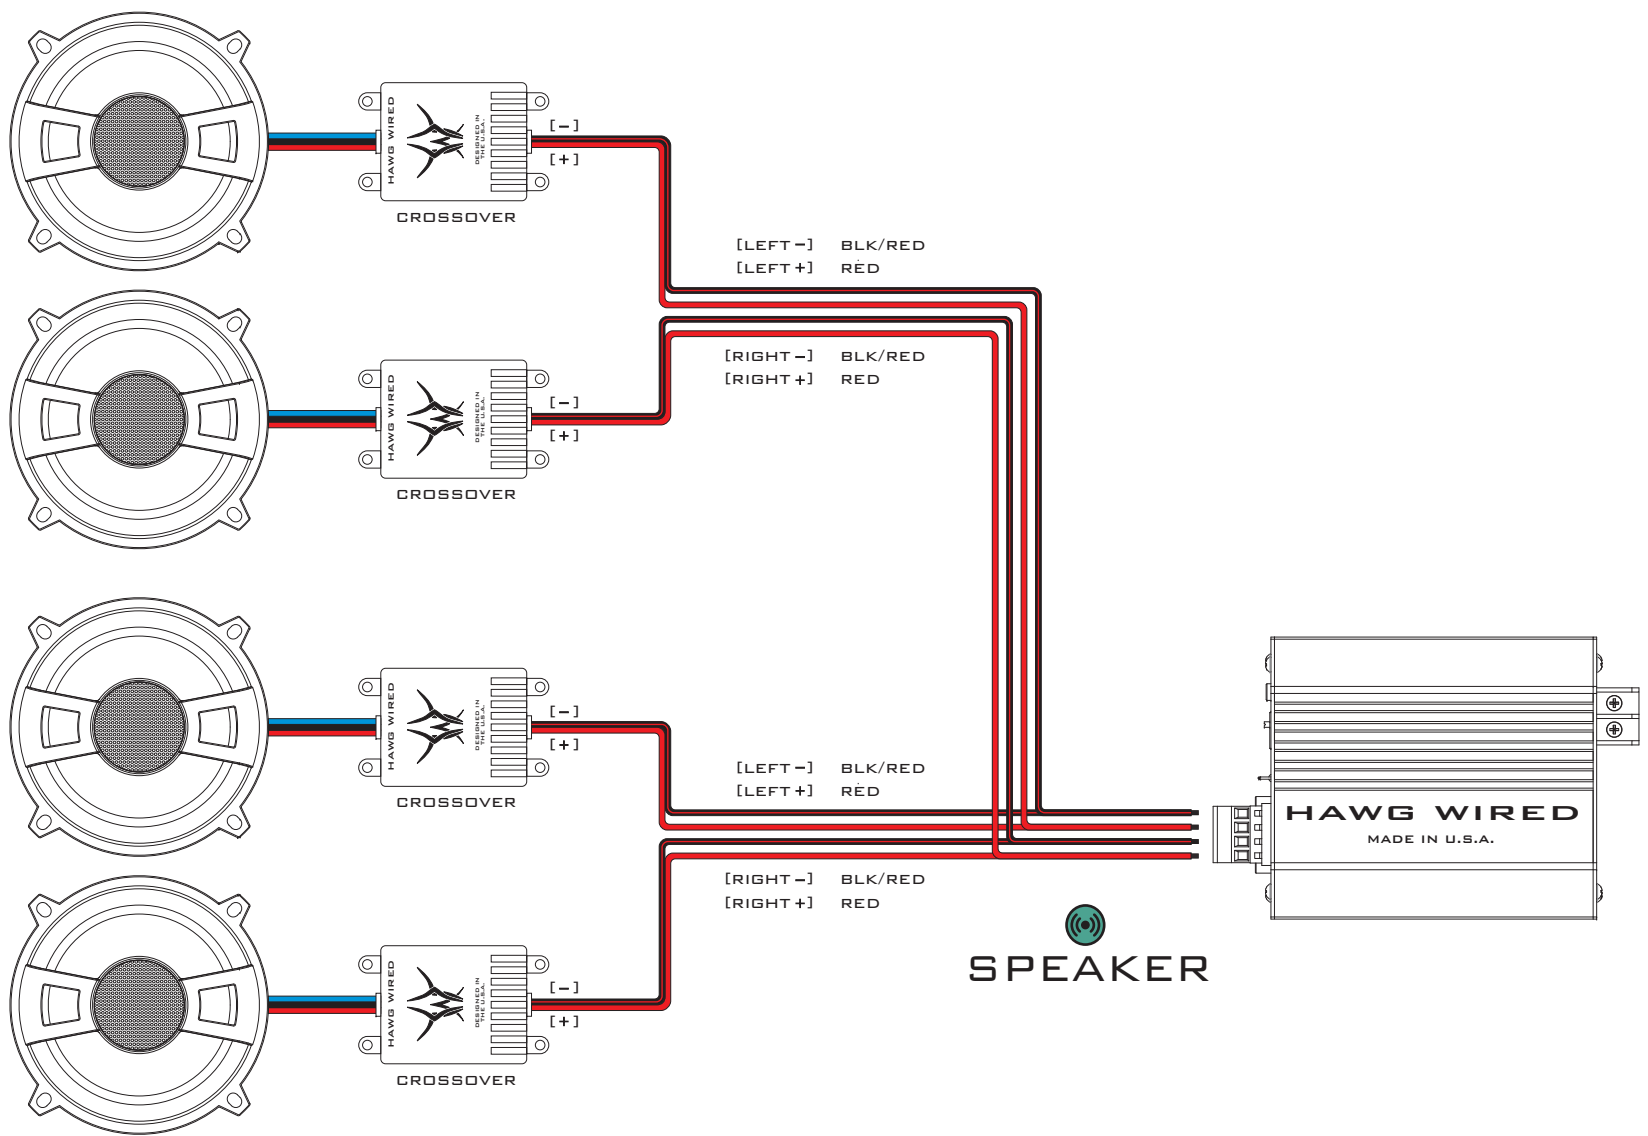 HAWG WIRED
DESIGNED IN
THE U.S.A.
[-]
[+]
CROSSOVER
[LEFT-] BLK/RED
[LEFT+] RED
HAWG WIRED
DESIGNED IN
THE U.S.A.
[-]
[+]
CROSSOVER
[RIGHT-] BLK/RED
[RIGHT+] RED
HAWG WIRED
DESIGNED IN
THE U.S.A.
[-]
[+]
CROSSOVER
[LEFT-] BLK/RED
[LEFT+] RED
HAWG WIRED
MADE IN U.S.A.
[RIGHT-] BLK/RED
[RIGHT+] RED
SPEAKER
HAWG WIRED
DESIGNED IN
THE U.S.A.
[-]
[+]
CROSSOVER